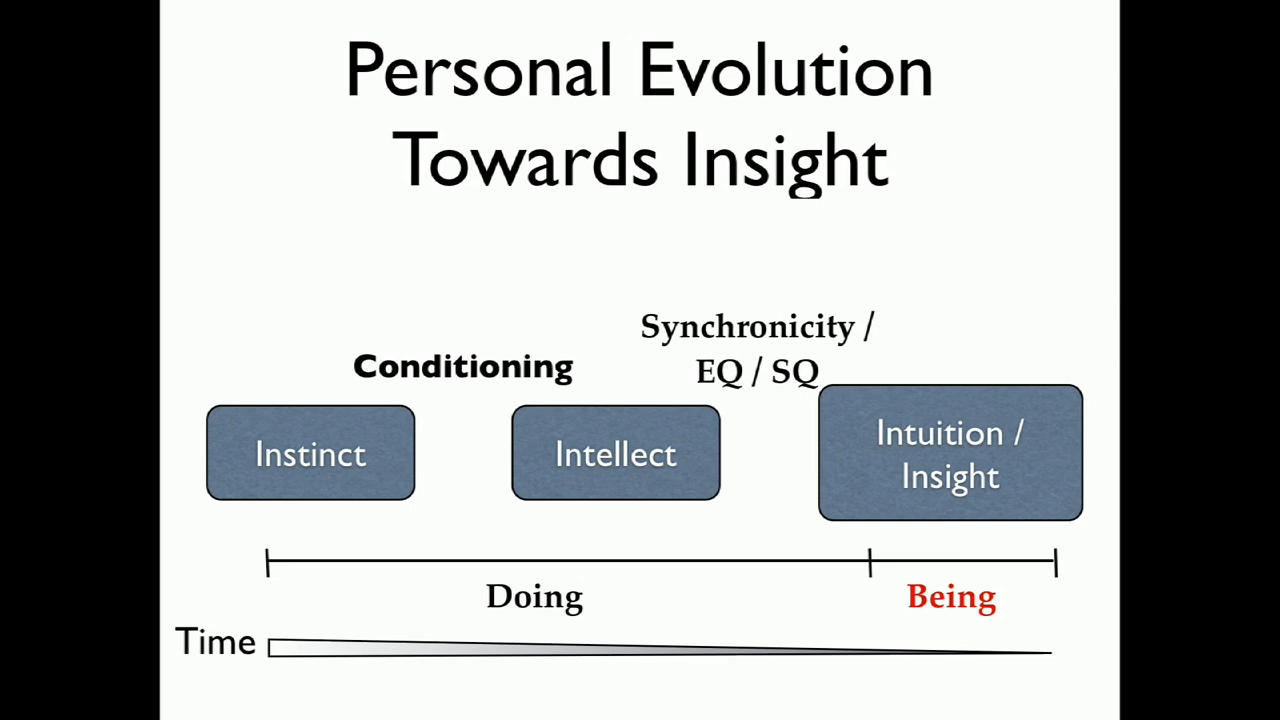 Personal Evolution
Towards Insight
Synchronicity /
EQ / SQ
Conditioning
Instinct
Intellect
Intuition /
Insight
Doing
Being
Time